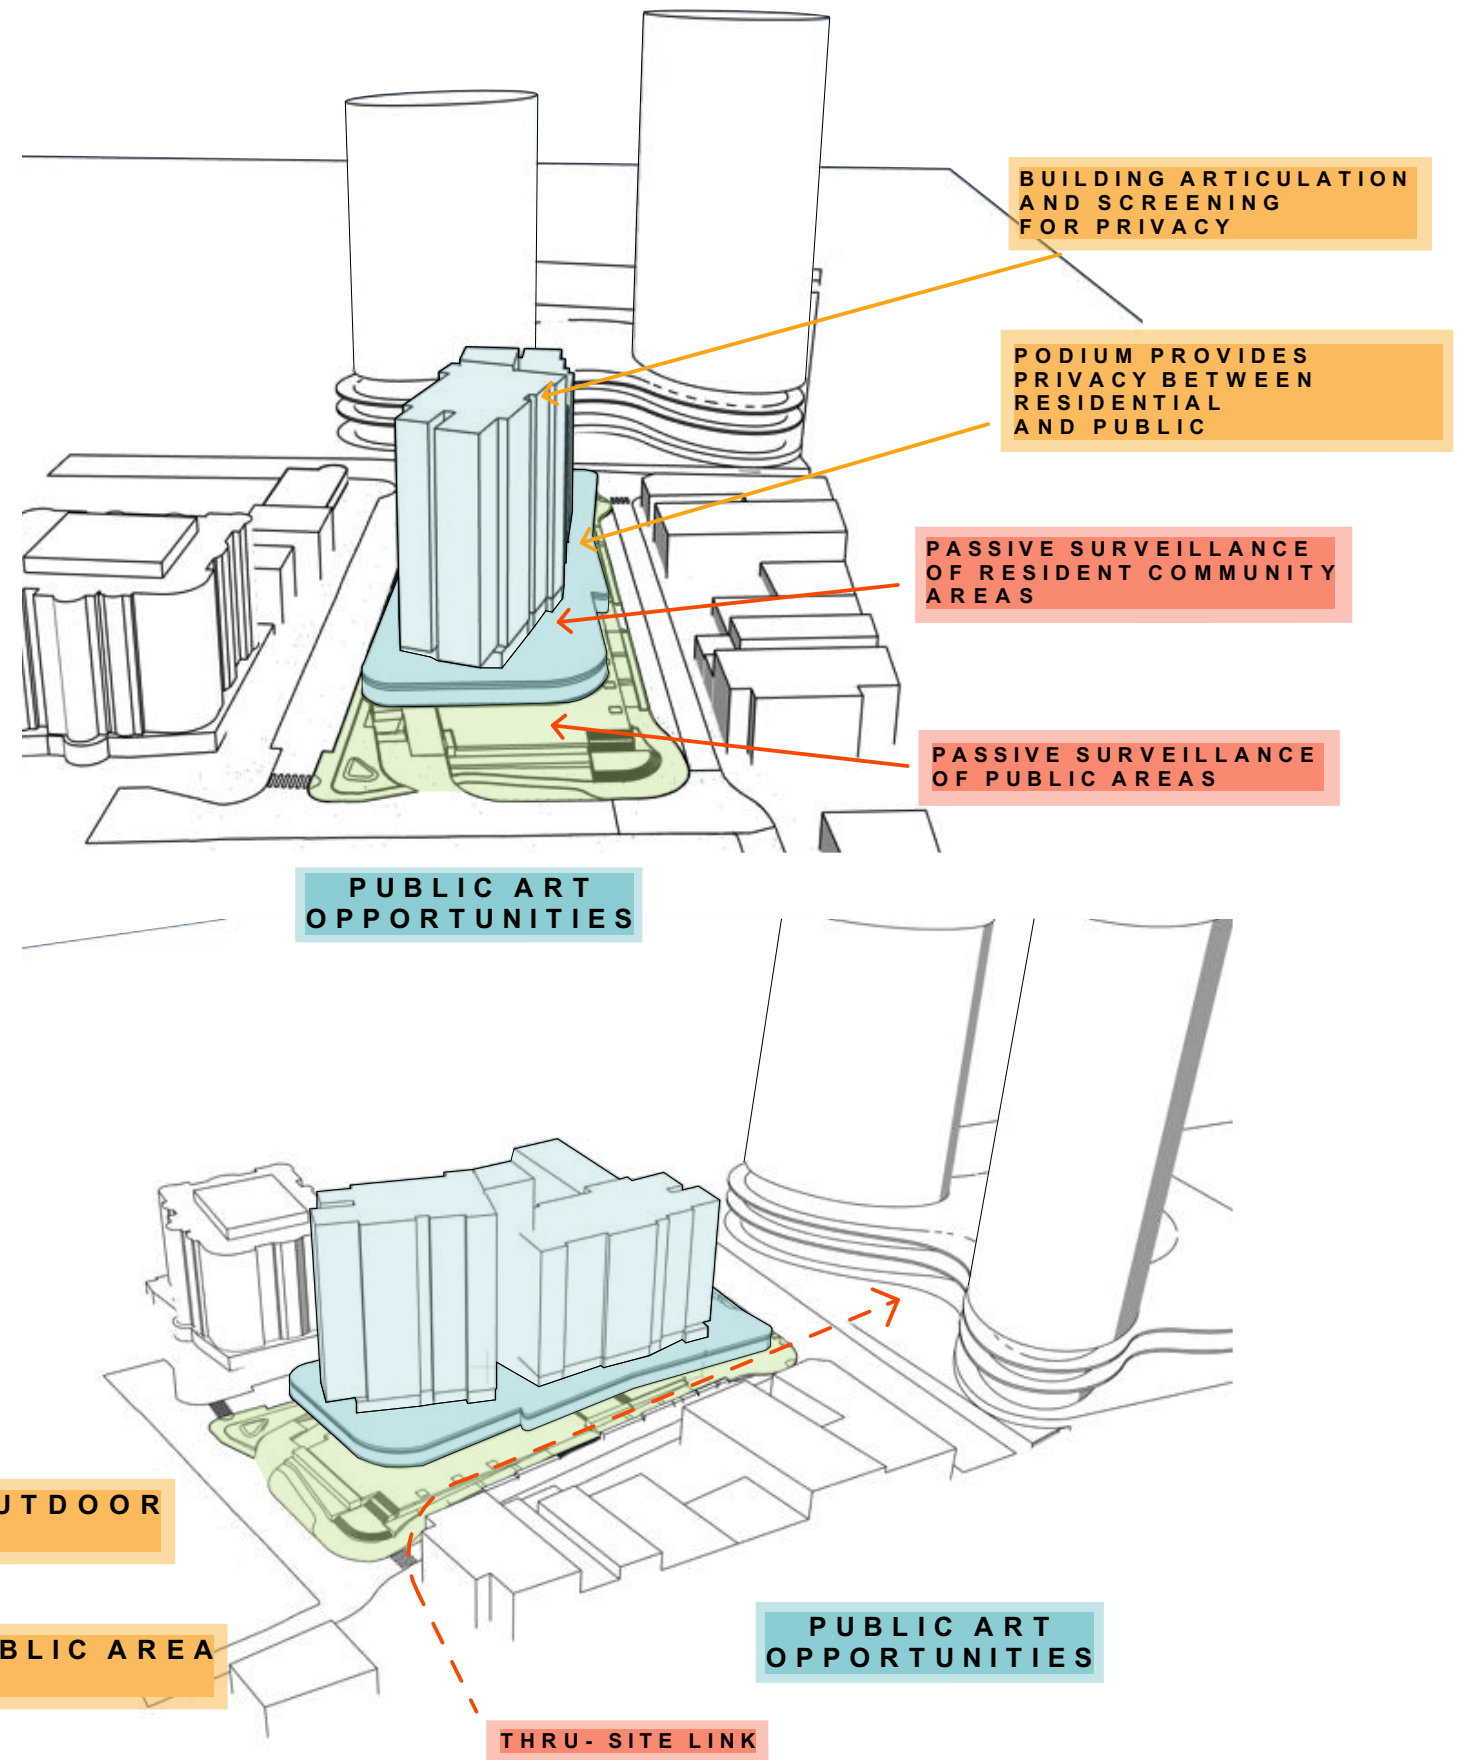 BUILDING ARTICULATION
AND SCREENING
FOR PRIVACY
PODIUM PROVIDES
PRIVACY BETWEEN
RESIDENTIAL
AND PUBLIC
PASSIVE SURVEILLANCE
OF RESIDENT COMMUNITY
AREAS
PASSIVE SURVEILLANCE
OF PUBLIC AREAS
PUBLIC ART
OPPORTUNITIES
UTDOOR
BLIC AREA
PUBLIC ART
OPPORTUNITIES
THRU- SITE LINK